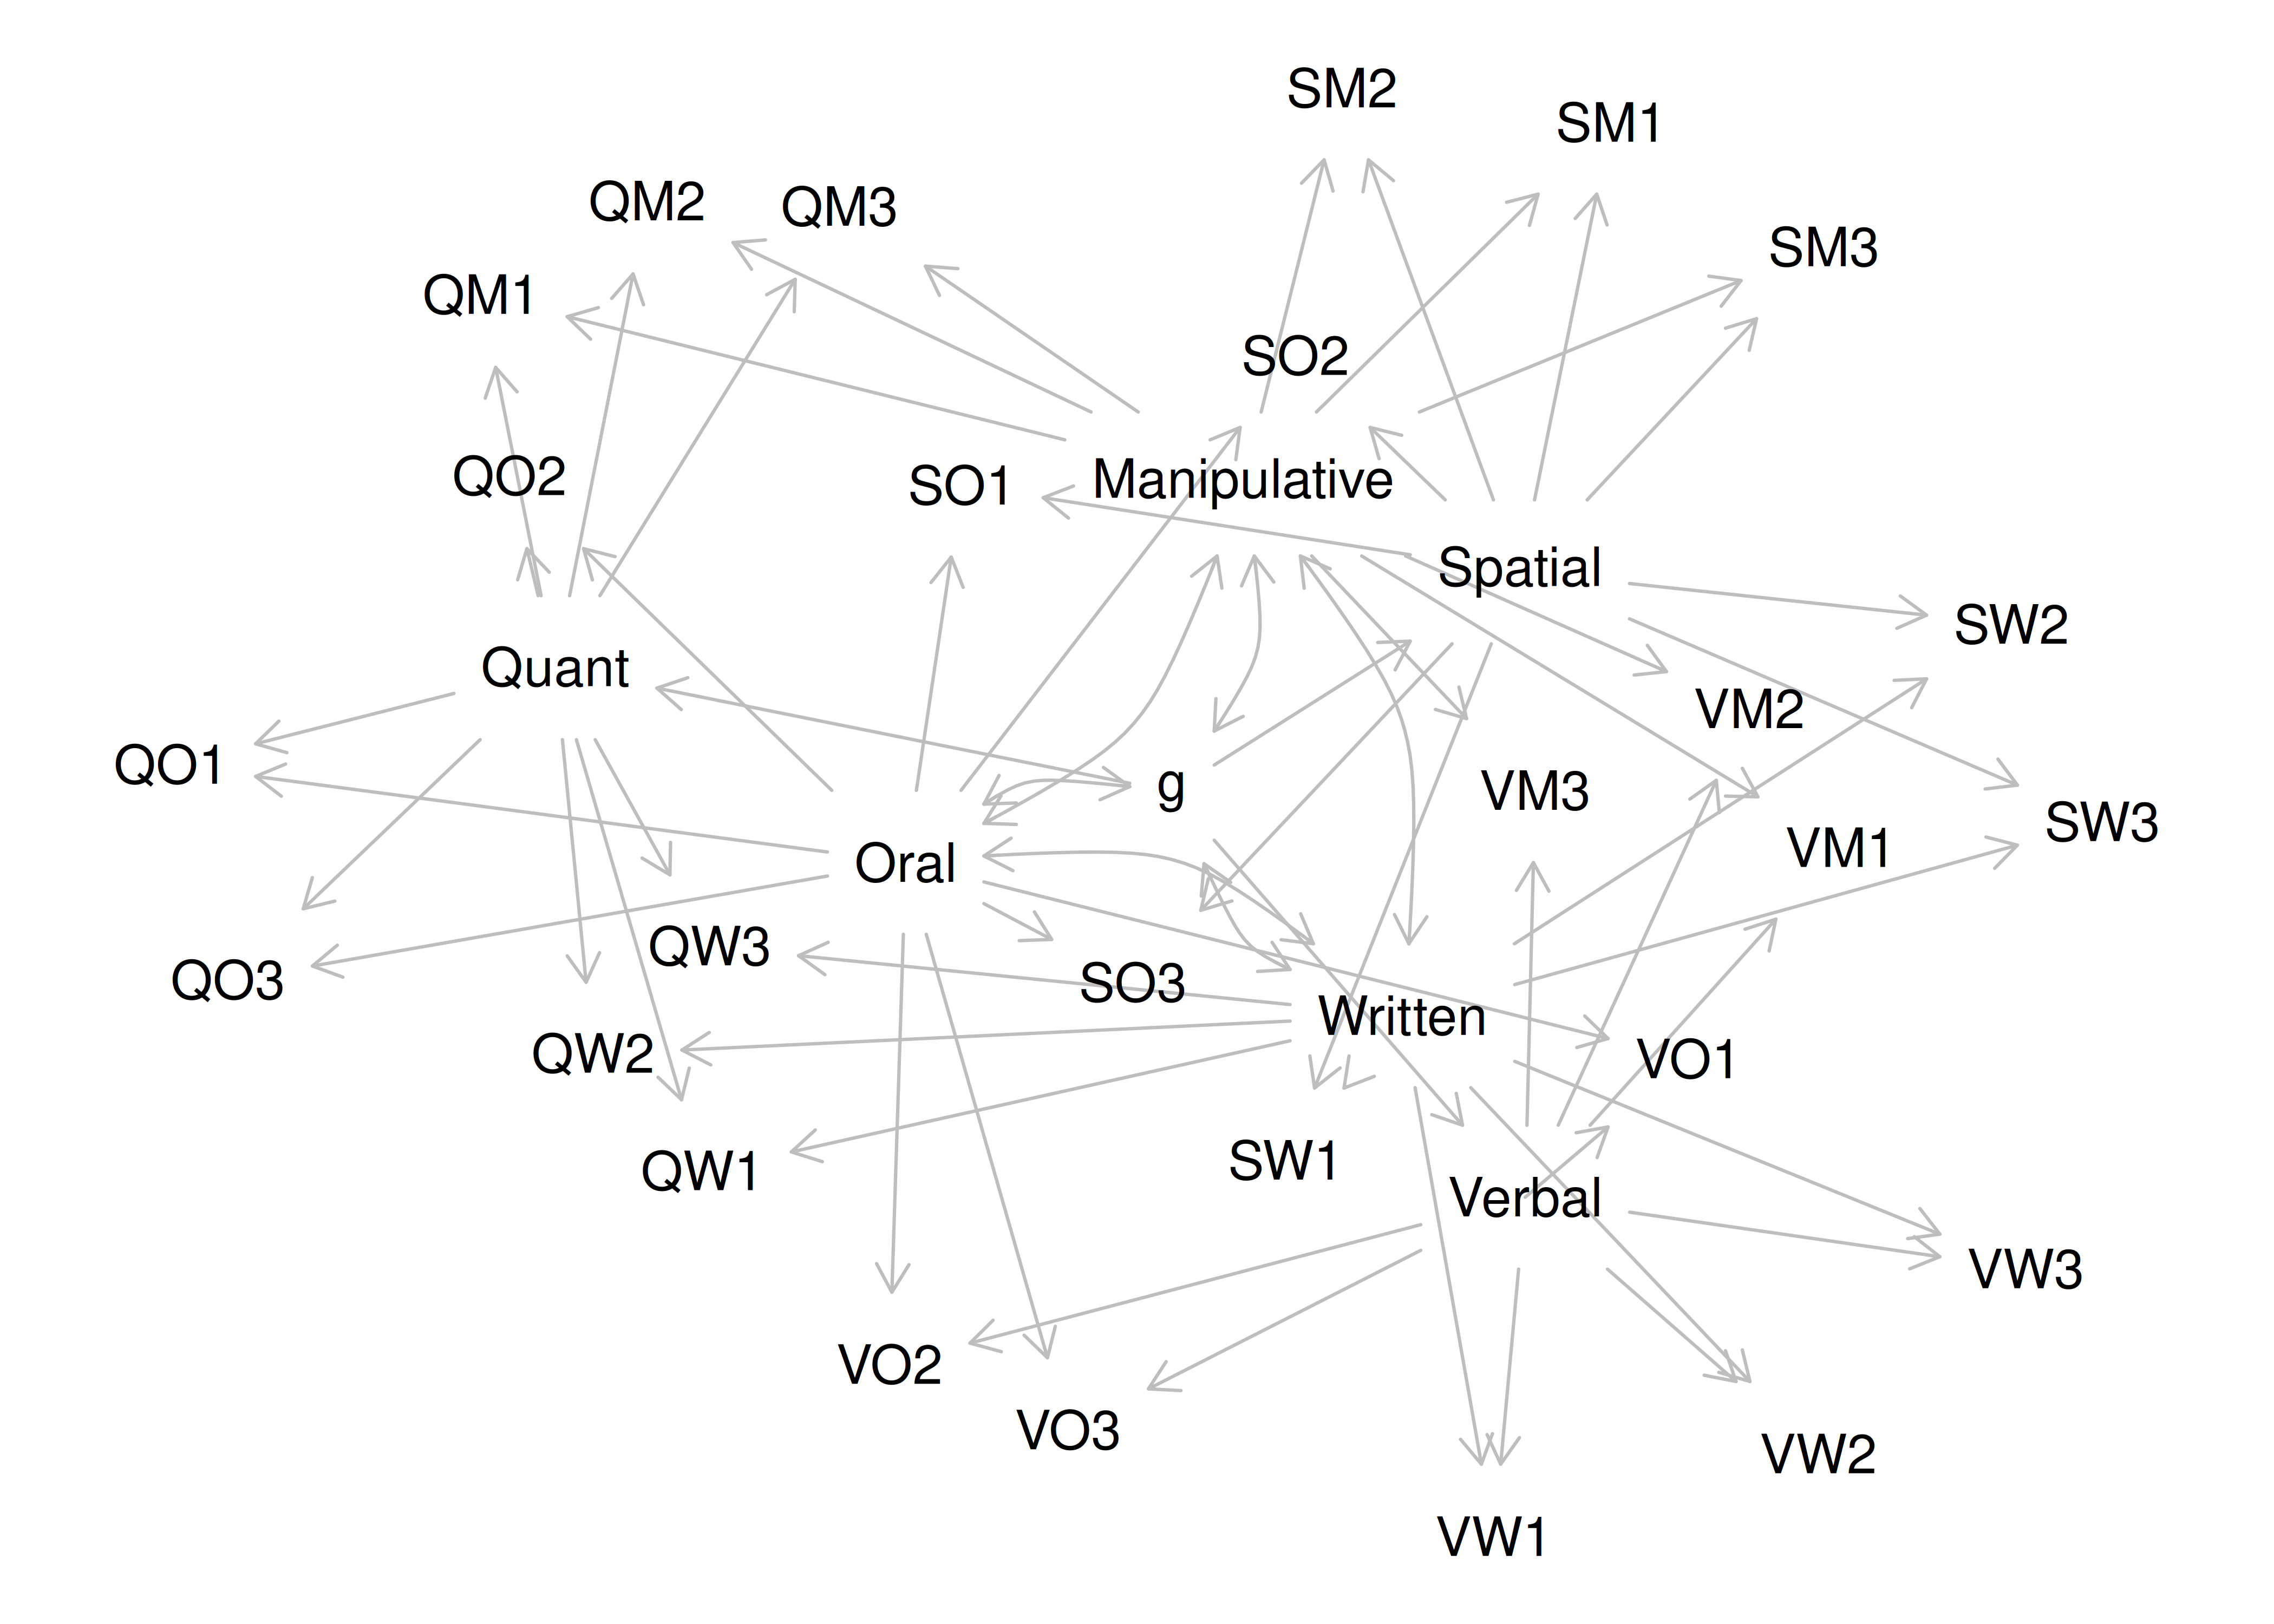 SM2
SM1
QM2
QM3
SM3
QM1
SO2
QO2
SO1
Manipulative
Spatial
SW2
Quant
VM2
QO1
g
VM3
SW3
VM1
Oral
QW3
QO3
SO3
Written
QW2
VO1
SW1
QW1
Verbal
VW3
VO2
VO3
VW2
VW1